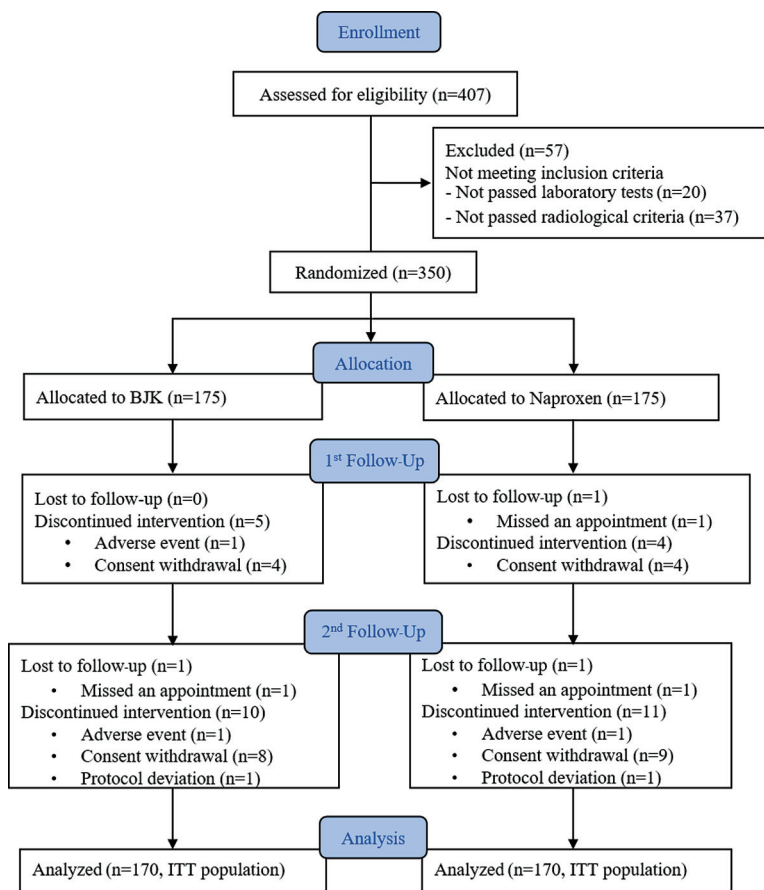 Enrollment
Assessed for eligibility (n=407)
Excluded (n=57)
Not meeting inclusion criteria
- Not passed laboratory tests (n=20)
- Not passed radiological criteria (n=37)
Randomized (n=350)
Allocation
Allocated to BJK (n=175)
Allocated to Naproxen (n=175)
1st Follow-Up
Lost to follow-up (n=0)
Discontinued intervention (n=5)
• Adverse event (n=1)
• Consent withdrawal (n=4)
Lost to follow-up (n=1)
• Missed an appointment (n=1)
Discontinued intervention (n=4)
• Consent withdrawal (n=4)
2nd Follow-Up
Lost to follow-up (n=1)
• Missed an appointment (n=1)
Discontinued intervention (n=10)
• Adverse event (n=1)
• Consent withdrawal (n=8)
• Protocol deviation (n=1)
Lost to follow-up (n=1)
• Missed an appointment (n=1)
Discontinued intervention (n=11)
• Adverse event (n=1)
• Consent withdrawal (n=9)
• Protocol deviation (n=1)
Analysis
Analyzed (n=170, ITT population)
Analyzed (n=170, ITT population)